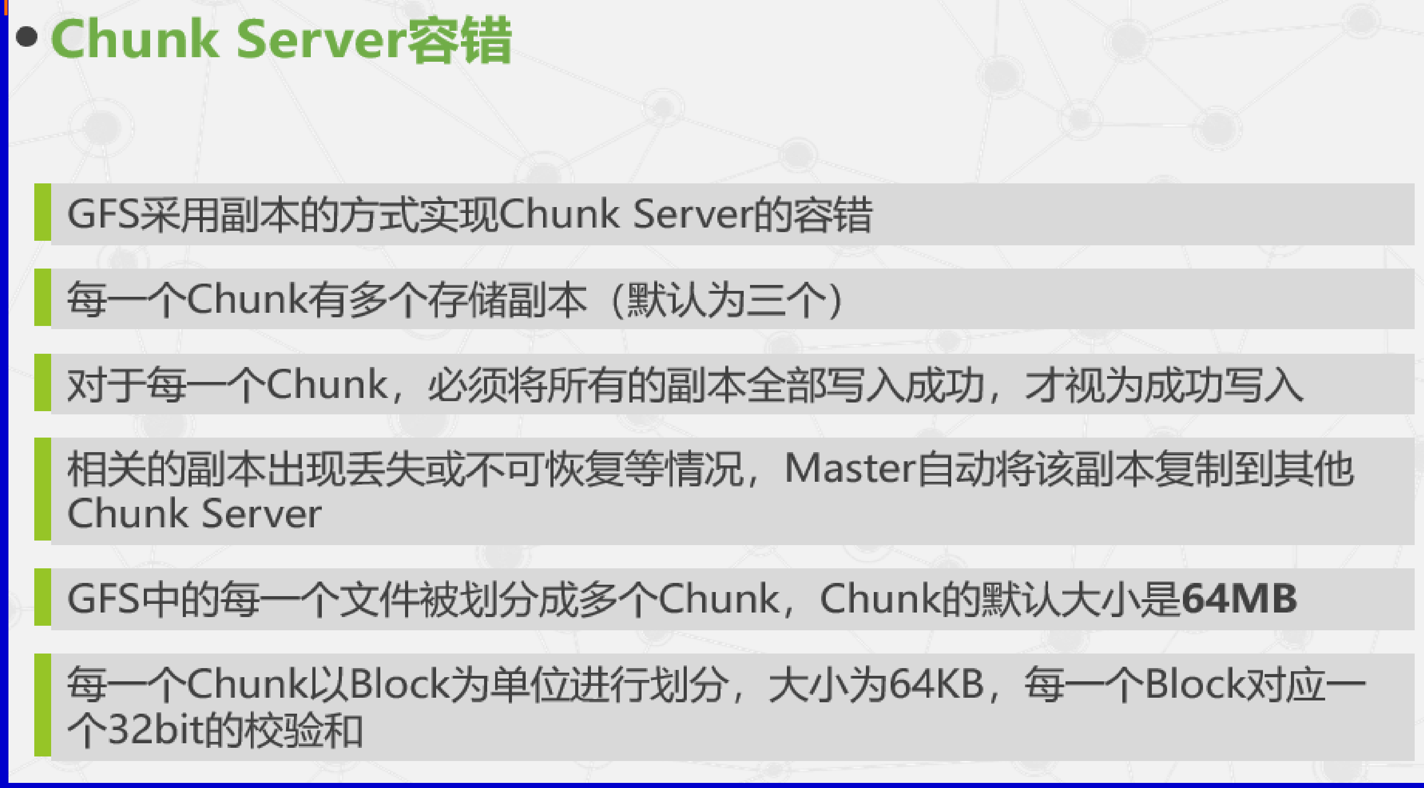 • Chunk Server容错
GFS采用副本的方式实现Chunk Server的容错
每一个Chunk有多个存储副本（默认为三个）
对于每一个Chunk，必须将所有的副本全部写入成功，才视为成功写入
相关的副本出现丢失或不可恢复等情况，Master自动将该副本复制到其他
Chunk Server
GFS中的每一个文件被划分成多个Chunk，Chunk的默认大小是64MB
每一个Chunk以Block为单位进行划分，大小为64KB，每一个Block对应一
个32bit的校验和